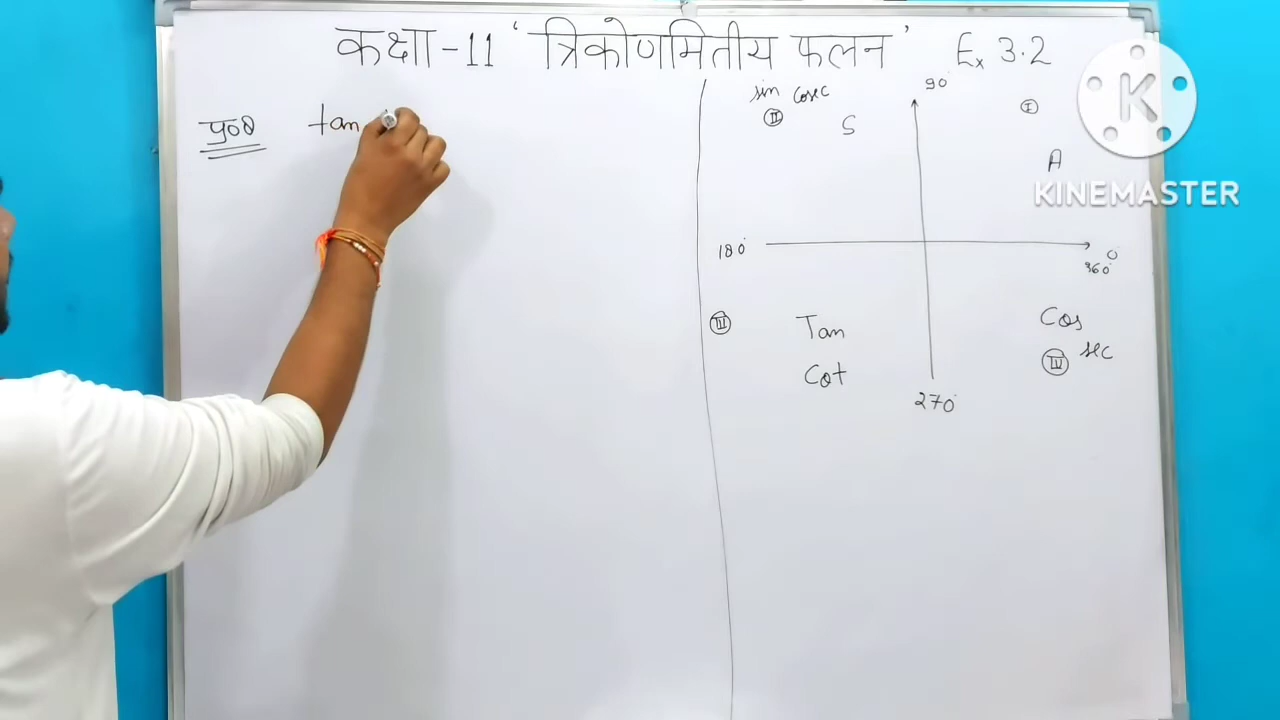 कक्षा -11 'त्रिकोणमितीय फलन' Ex 3.2
tan
sin cosec
II
S
90°
I
A
180°
0
360°
III
Tan
Cot
Cos
sec
IV
270°
K
KINEMASTER